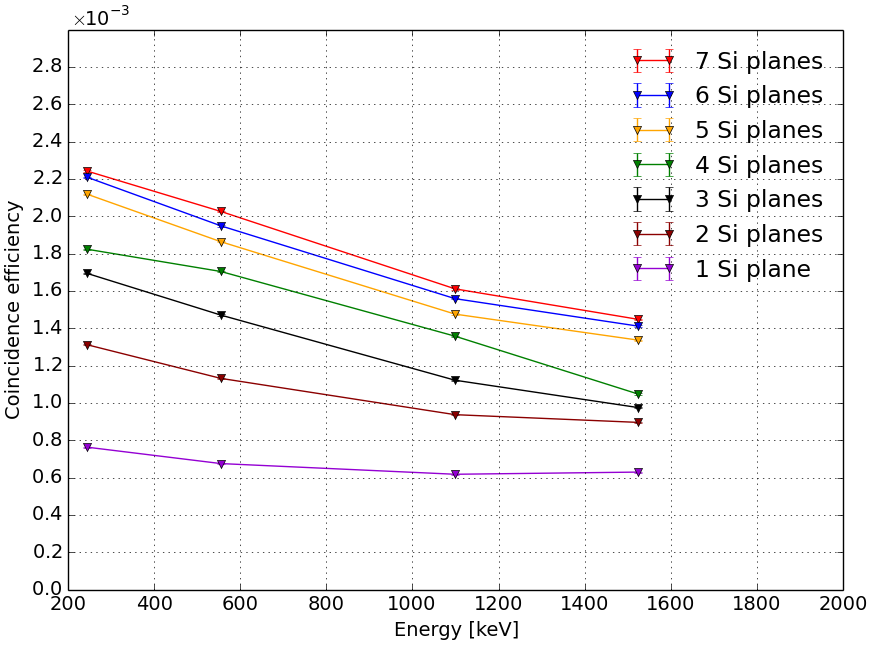 ×10⁻³
2.8
2.6
2.4
2.2
2.0
1.8
1.6
1.4
1.2
1.0
0.8
0.6
0.4
0.2
0.0
Coincidence efficiency
7 Si planes
6 Si planes
5 Si planes
4 Si planes
3 Si planes
2 Si planes
1 Si plane
200 400 600 800 1000 1200 1400 1600 1800 2000
Energy [keV]